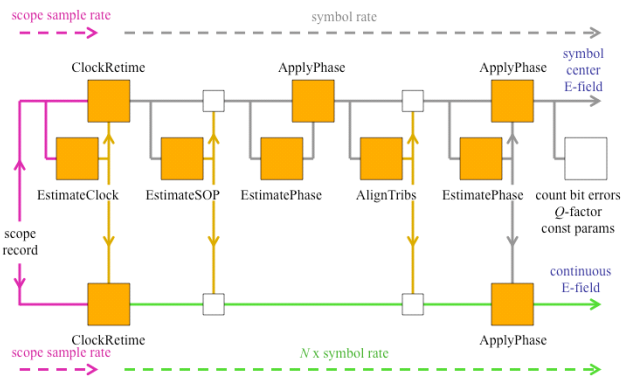 scope sample rate
symbol rate
ClockRetime
ApplyPhase
ApplyPhase
symbol
center
E-field
EstimateClock
EstimateSOP
EstimatePhase
AlignTribs
EstimatePhase
count bit errors
Q-factor
const params
scope
record
continuous
E-field
ClockRetime
ApplyPhase
scope sample rate
N x symbol rate